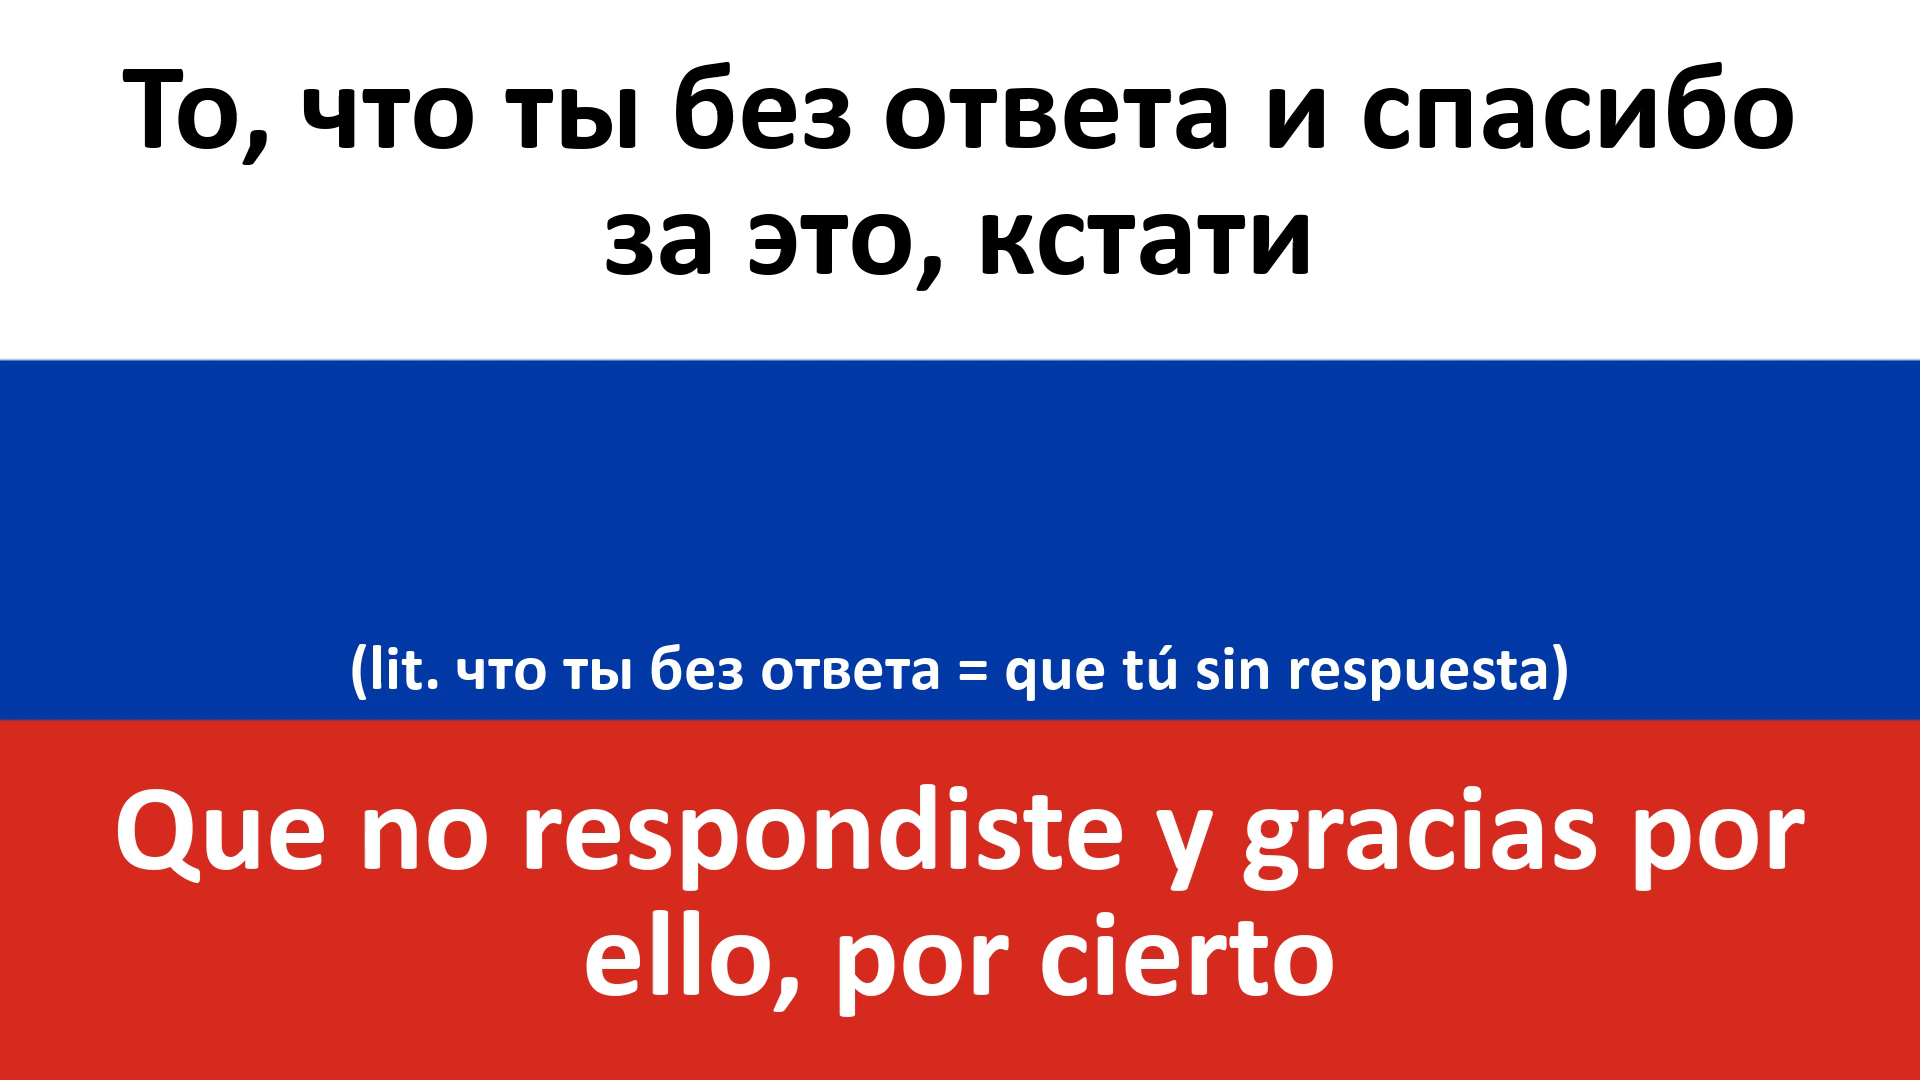 То, что ты без ответа и спасибо
за это, кстати
(lit. что ты без ответа = que tú sin respuesta)
Que no respondiste y gracias por
ello, por cierto